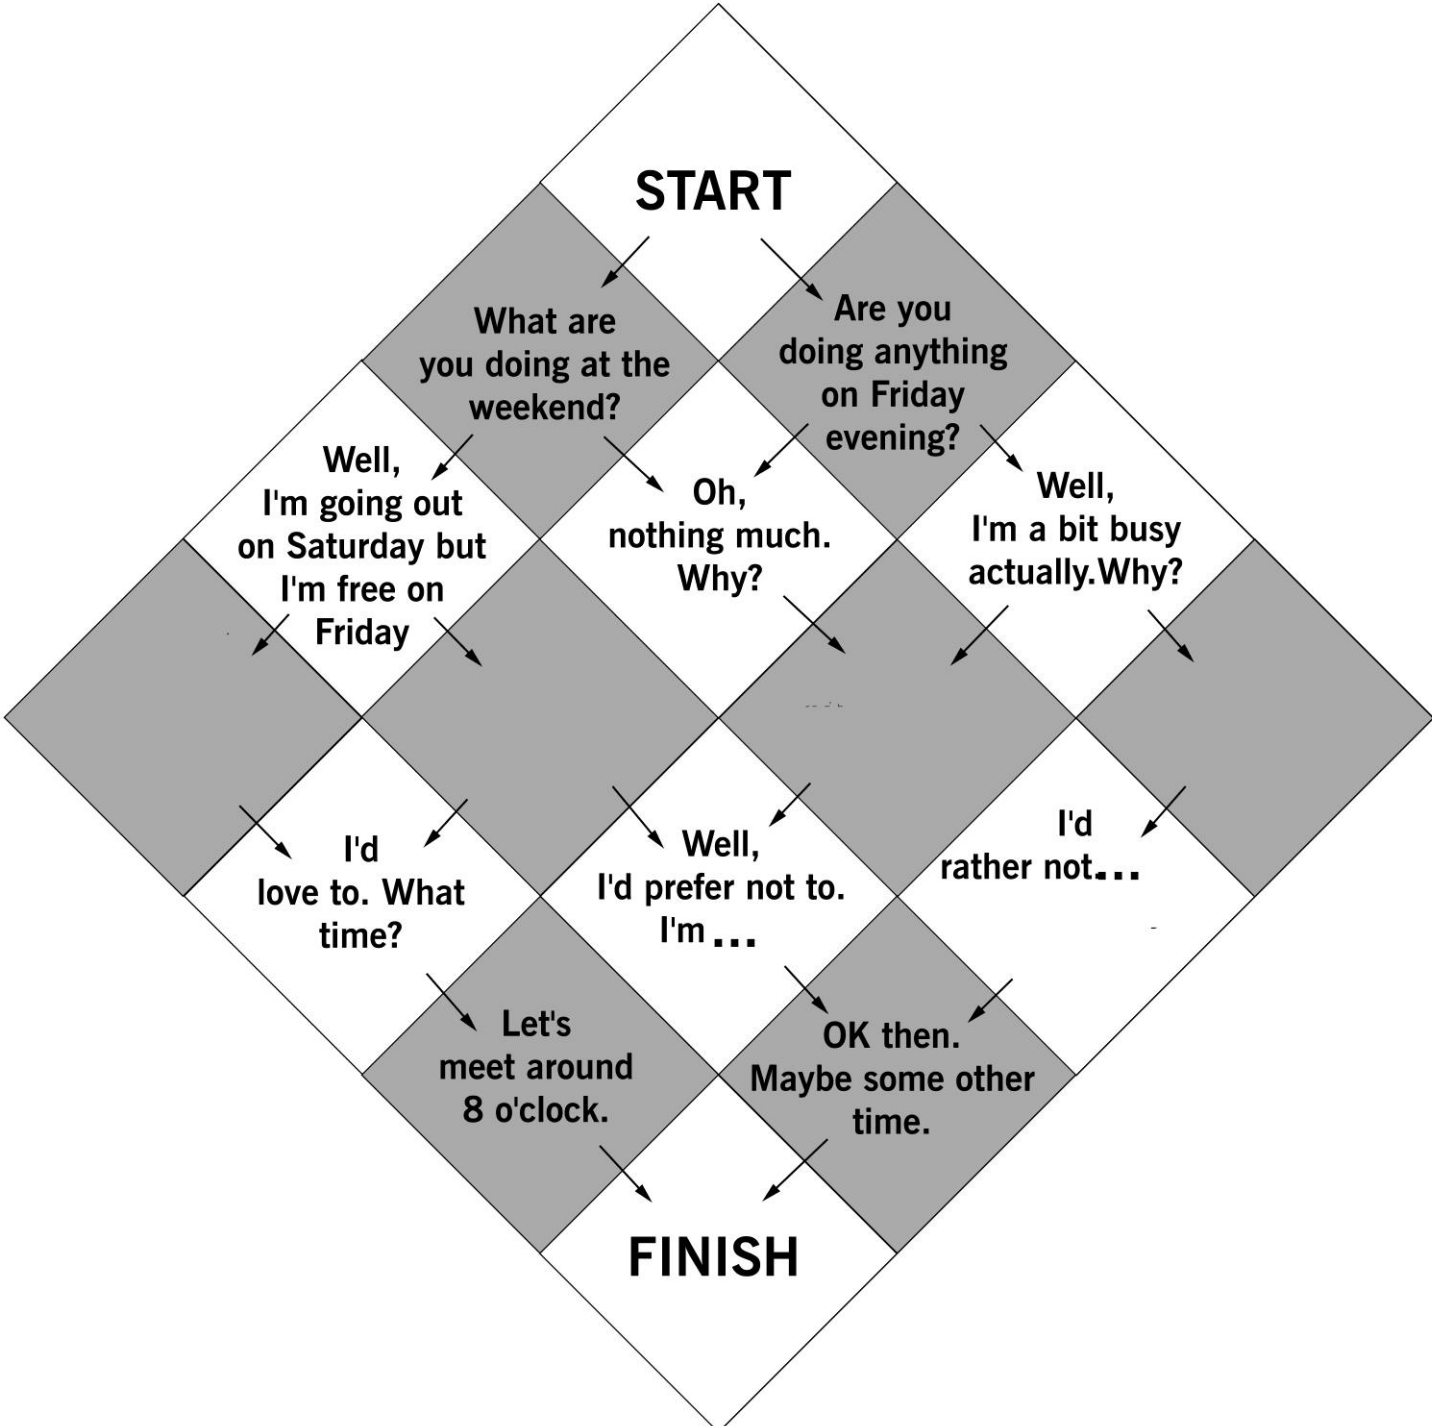 START
What are
you doing at the
weekend?
Are you
doing anything
on Friday
evening?
Well,
I'm going out
on Saturday but
I'm free on
Friday
Oh,
nothing much.
Why?
Well,
I'm a bit busy
actually.Why?
I'd
love to. What
time?
Well,
I'd prefer not to.
I'm ...
I'd
rather not....
Let's
meet around
8 o'clock.
OK then.
Maybe some other
time.
FINISH